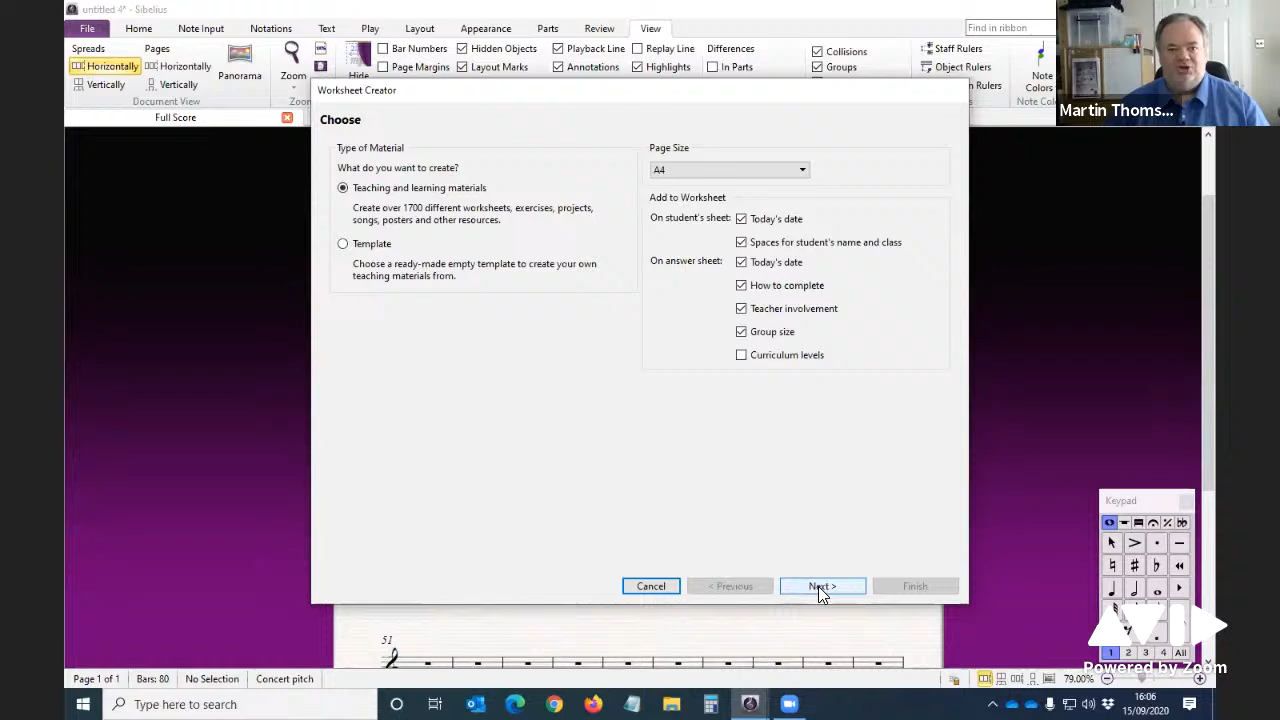 untitled 4* - Sibelius
File Home Note Input Notations Text Play Layout Appearance Parts Review View Find in ribbon
Spreads Pages Bar Numbers Hidden Objects Playback Line Replay Line Differences Collisions Staff Rulers
Horizontally Horizontally Panorama Zoom Hide Page Margins Layout Marks Annotations Highlights In Parts Groups Object Rulers Note
Vertically Vertically Rulers Colors
Document View Zoo Note Colo
Full Score
Martin Thoms...
Worksheet Creator
Choose
Type of Material
What do you want to create?
Teaching and learning materials
Create over 1700 different worksheets, exercises, projects,
songs, posters and other resources.
Template
Choose a ready-made empty template to create your own
teaching materials from.
Page Size
A4
Add to Worksheet
On student's sheet: Today's date
Spaces for student's name and class
On answer sheet: Today's date
How to complete
Teacher involvement
Group size
Curriculum levels
Cancel < Previous Next > Finish
Keypad
1 2 3 4 All
51
AVID
Powered by Zoom
Page 1 of 1 Bars: 80 No Selection Concert pitch 79.00%
Type here to search
16:06
15/09/2020